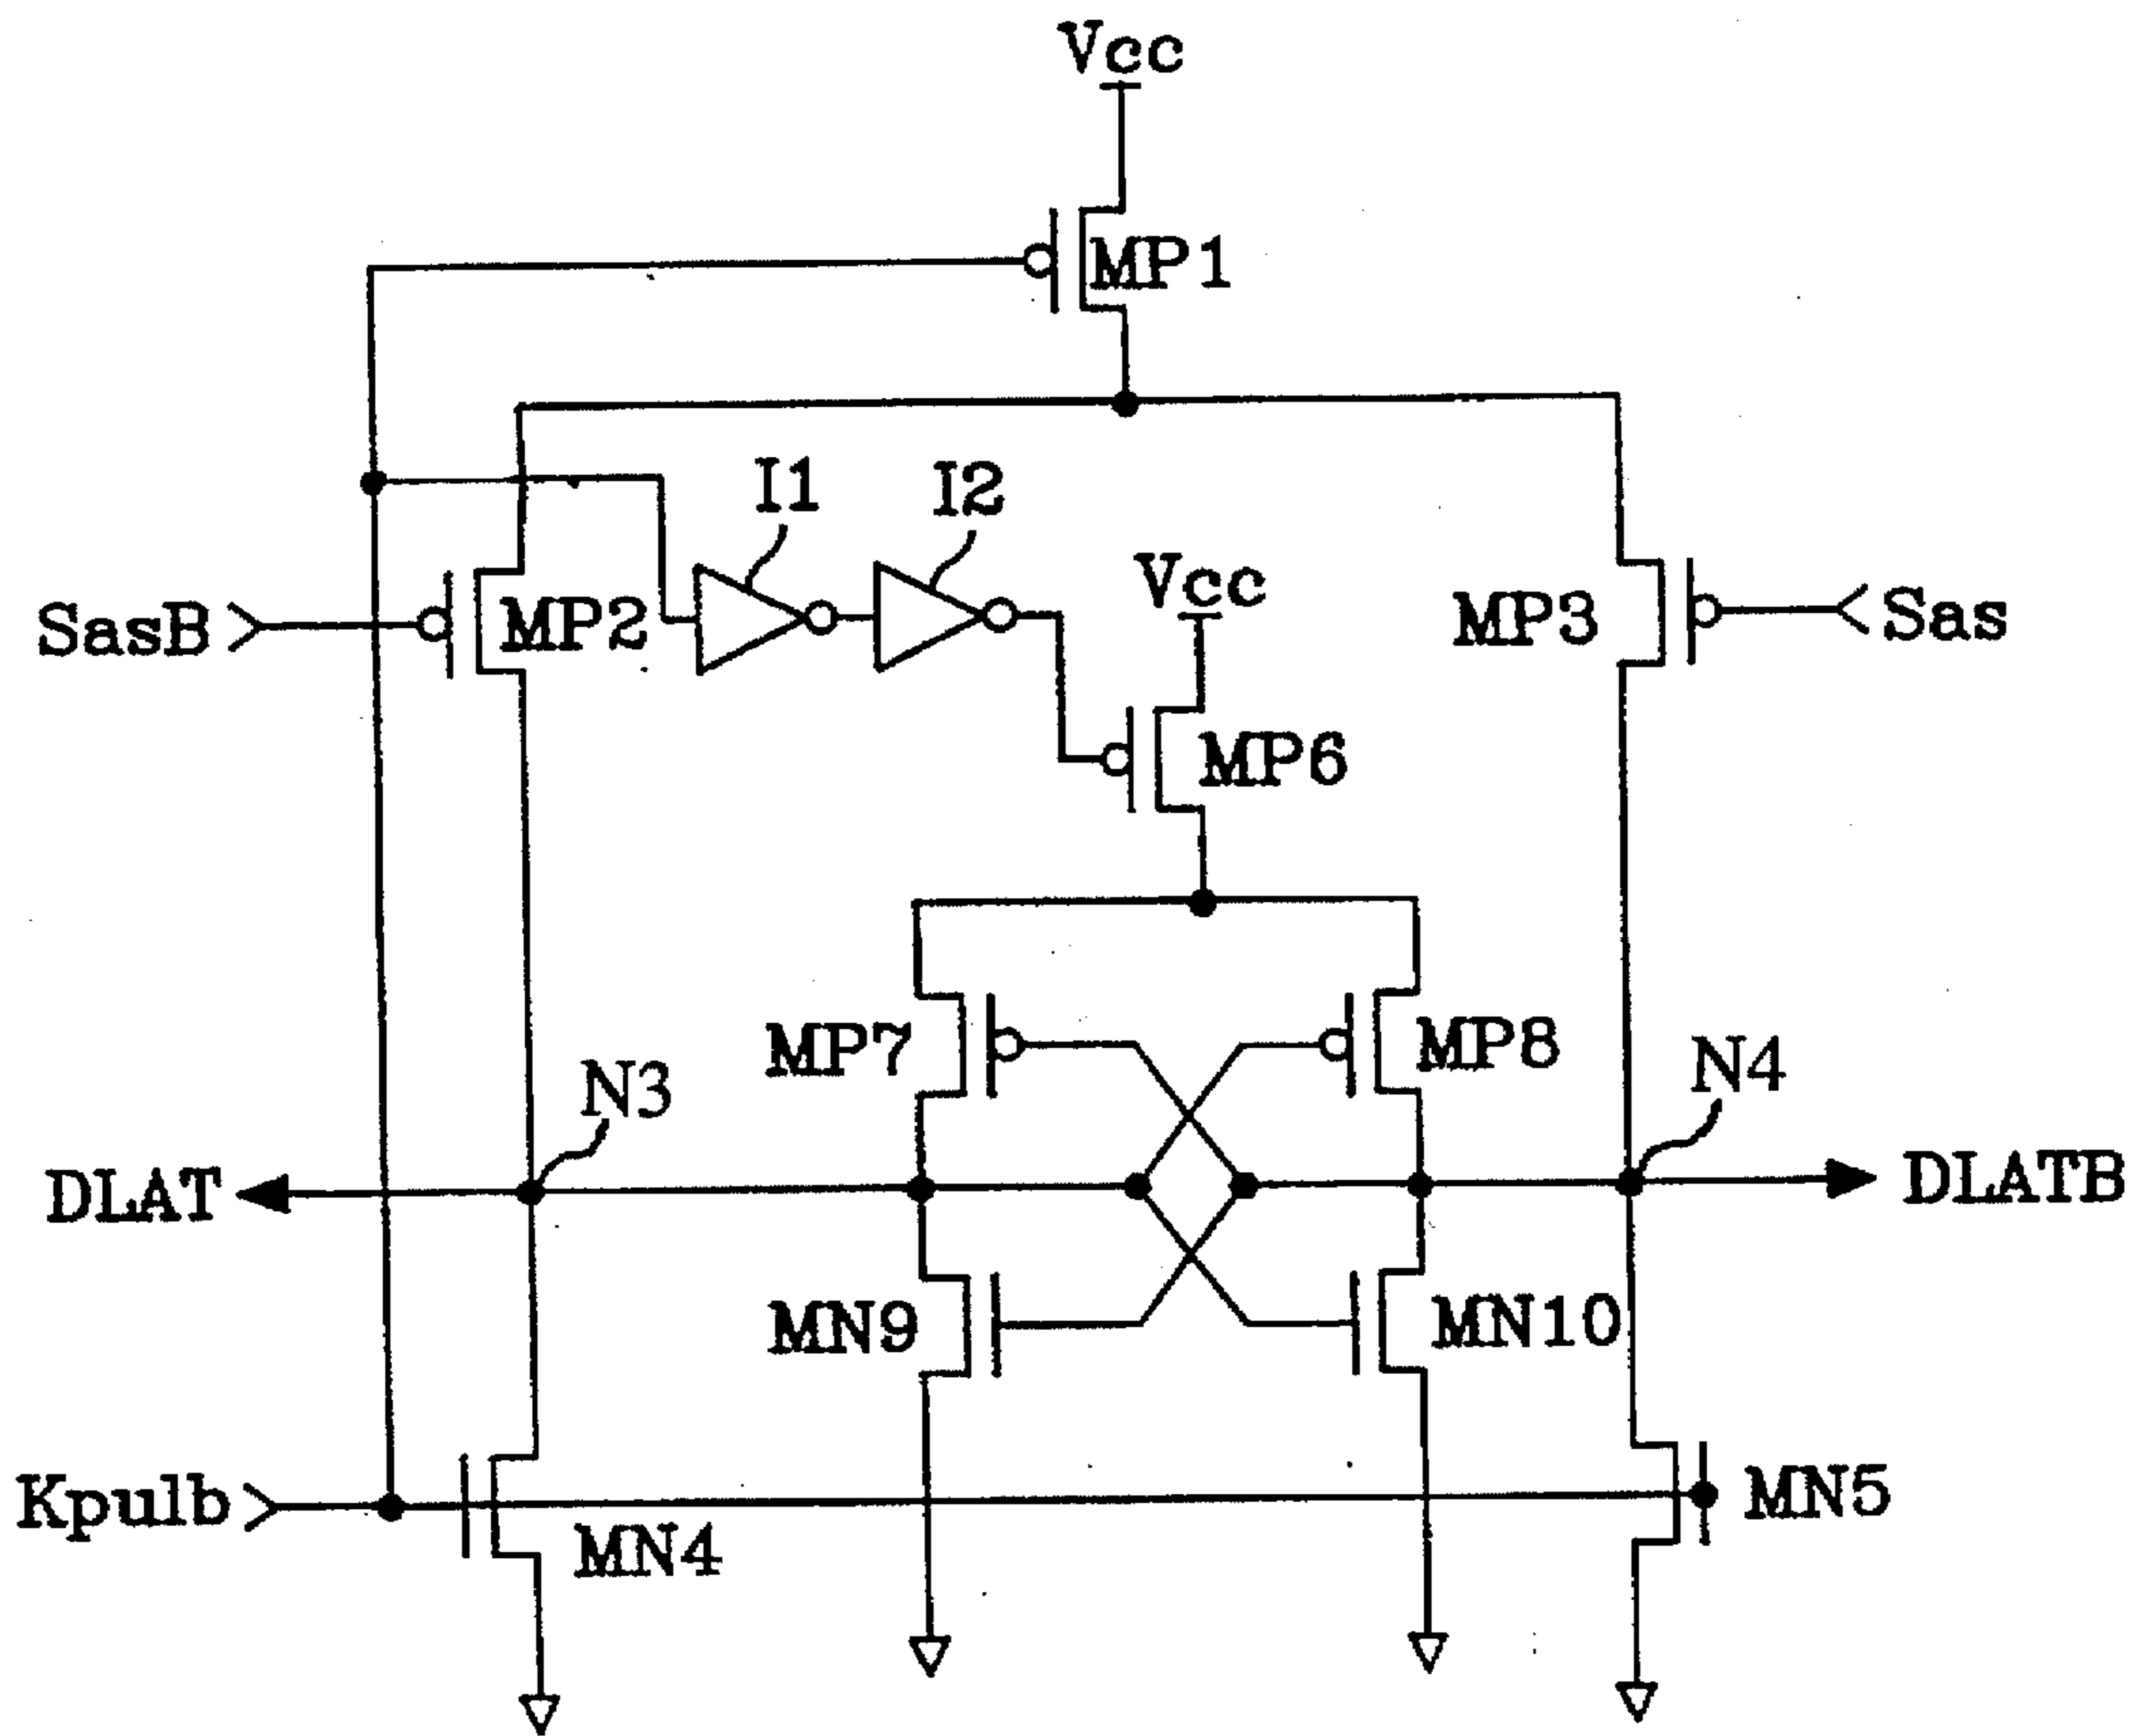 Vcc
MP1
I1
I2
Vcc
SasB
MP2
MP3
Sas
MP6
MP7
MP8
N3
N4
DLAT
DLATB
MN9
MN10
Kpulb
MN4
MN5